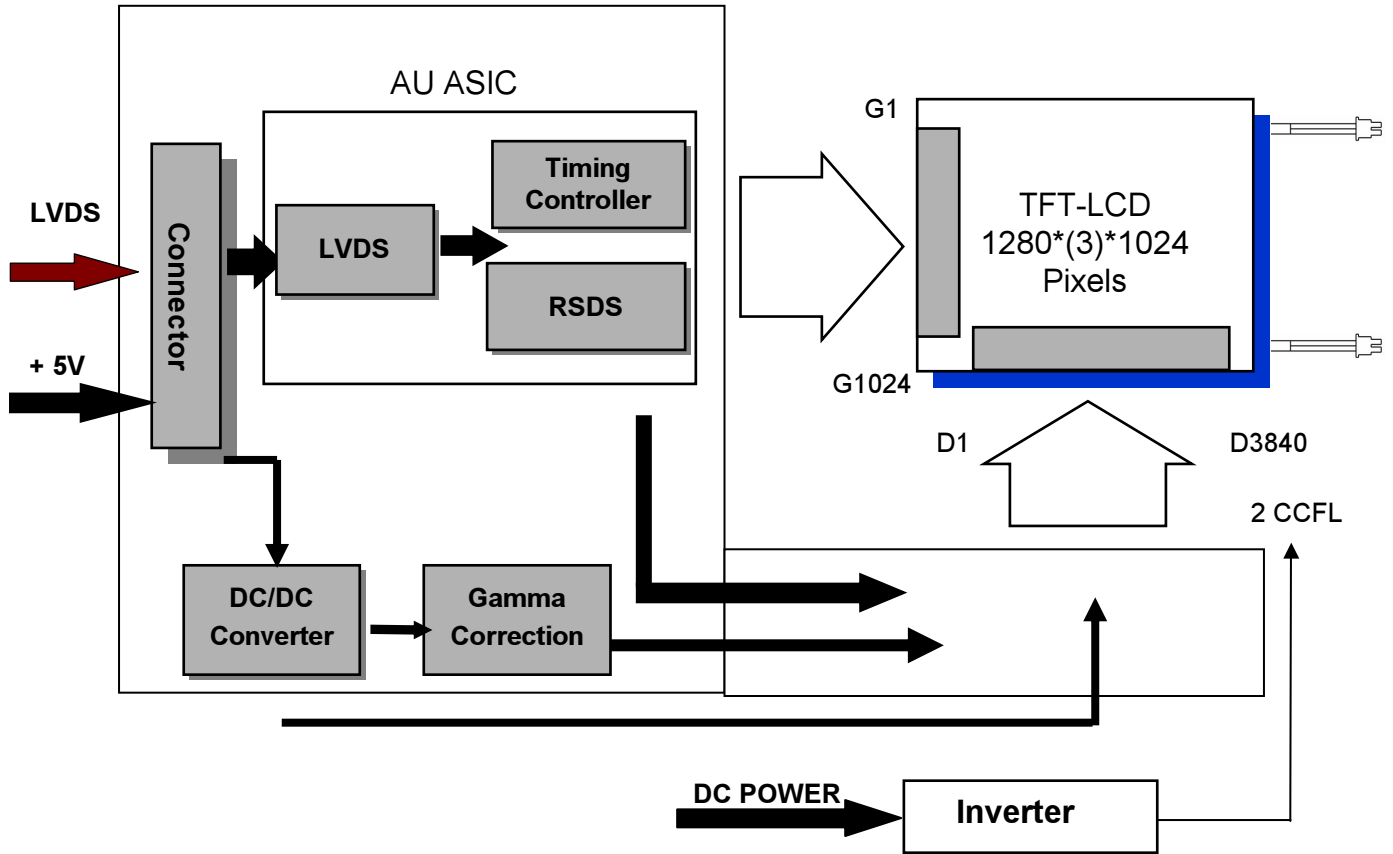 AU ASIC
G1
Timing
Controller
LVDS
Connector
LVDS
TFT-LCD
1280*(3)*1024
Pixels
RSDS
+ 5V
G1024
D1
D3840
2 CCFL
DC/DC
Converter
Gamma
Correction
DC POWER
Inverter